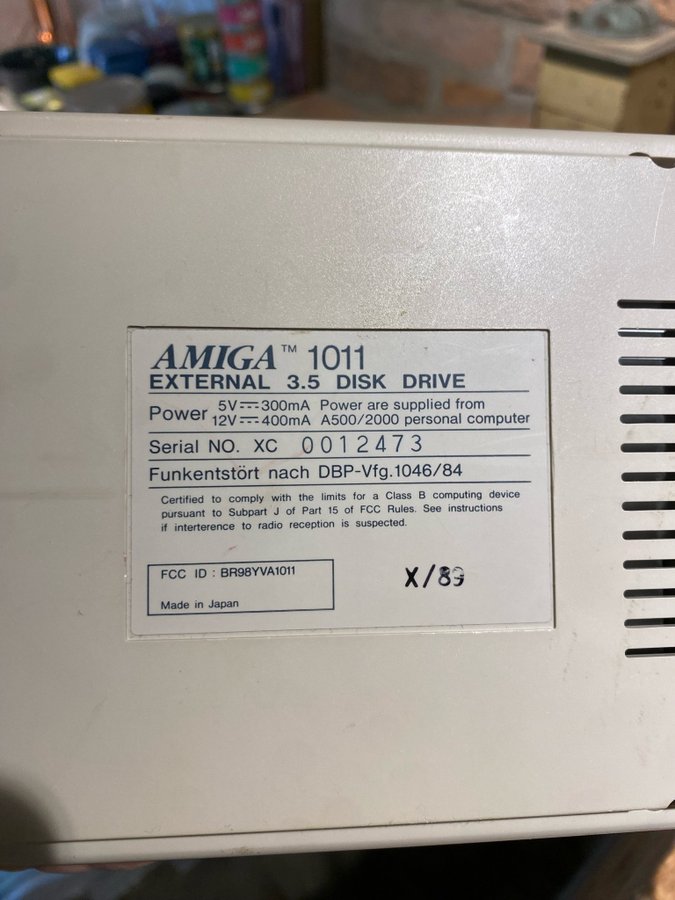 AMIGA™ 1011
EXTERNAL 3.5 DISK DRIVE
Power 5V⎓300mA Power are supplied from
12V⎓400mA A500/2000 personal computer
Serial NO. XC 0012473
Funkentstört nach DBP-Vfg.1046/84
Certified to comply with the limits for a Class B computing device
pursuant to Subpart J of Part 15 of FCC Rules. See instructions
if interterence to radio reception is suspected.
FCC ID : BR98YVA1011
X/89
Made in Japan